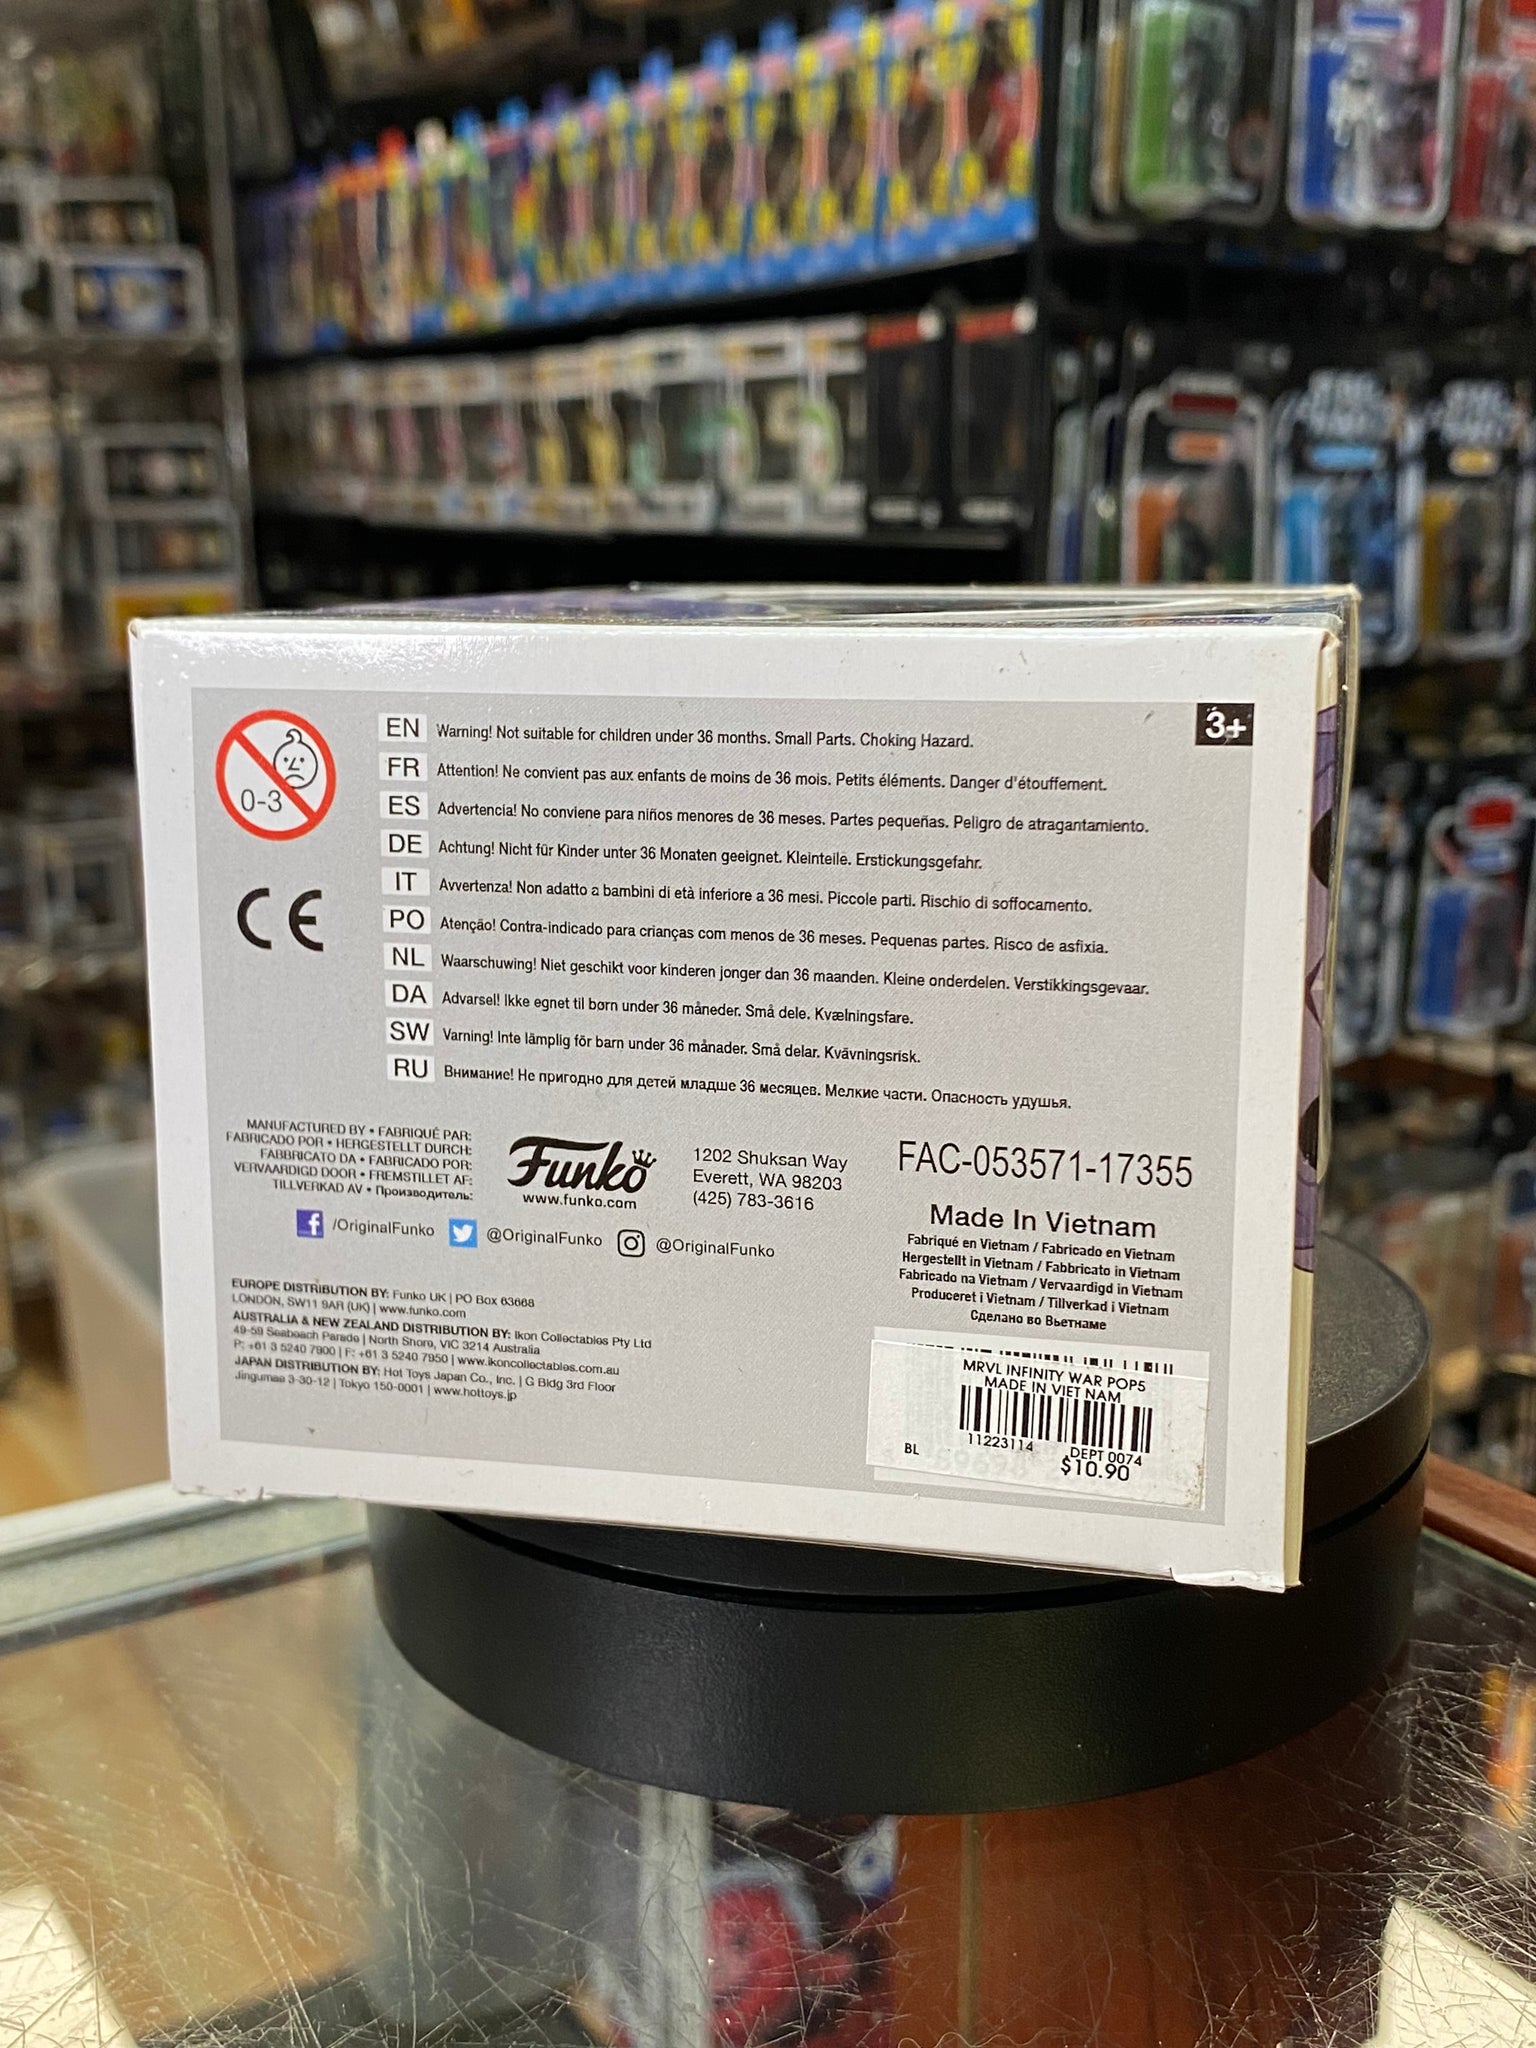 3+
0-3
CE
EN Warning! Not suitable for children under 36 months. Small Parts. Choking Hazard.
FR Attention! Ne convient pas aux enfants de moins de 36 mois. Petits éléments. Danger d'étouffement.
ES Advertencia! No conviene para niños menores de 36 meses. Partes pequeñas. Peligro de atragantamiento.
DE Achtung! Nicht für Kinder unter 36 Monaten geeignet. Kleinteile. Erstickungsgefahr.
IT Avvertenza! Non adatto a bambini di età inferiore a 36 mesi. Piccole parti. Rischio di soffocamento.
PO Atenção! Contra-indicado para crianças com menos de 36 meses. Pequenas partes. Risco de asfixia.
NL Waarschuwing! Niet geschikt voor kinderen jonger dan 36 maanden. Kleine onderdelen. Verstikkingsgevaar.
DA Advarsel! Ikke egnet til børn under 36 måneder. Små dele. Kvælningsfare.
SW Varning! Inte lämplig för barn under 36 månader. Små delar. Kvävningsrisk.
RU Внимание! Не пригодно для детей младше 36 месяцев. Мелкие части. Опасность удушья.
MANUFACTURED BY • FABRIQUÉ PAR:
FABRICADO POR • HERGESTELLT DURCH:
FABBRICATO DA • FABRICADO POR:
VERVAARDIGD DOOR • FREMSTILLET AF:
TILLVERKAD AV • Производитель:
Funko
www.funko.com
1202 Shuksan Way
Everett, WA 98203
(425) 783-3616
/OriginalFunko @OriginalFunko @OriginalFunko
FAC-053571-17355
Made In Vietnam
Fabriqué en Vietnam / Fabricado en Vietnam
Hergestellt in Vietnam / Fabbricato in Vietnam
Fabricado na Vietnam / Vervaardigd in Vietnam
Produceret i Vietnam / Tillverkad i Vietnam
Сделано во Вьетнаме
EUROPE DISTRIBUTION BY: Funko UK | PO Box 63668
LONDON, SW11 9AR (UK) | www.funko.com
AUSTRALIA & NEW ZEALAND DISTRIBUTION BY: Ikon Collectables Pty Ltd
49-59 Seabeach Parade | North Shore, VIC 3214 Australia
P: +61 3 5240 7900 | F: +61 3 5240 7950 | www.ikoncollectables.com.au
JAPAN DISTRIBUTION BY: Hot Toys Japan Co., Inc. | G Bldg 3rd Floor
Jingumae 3-30-12 | Tokyo 150-0001 | www.hottoys.jp
MRVL INFINITY WAR POP5
MADE IN VIET NAM
11223114 DEPT 0074
BL $10.90